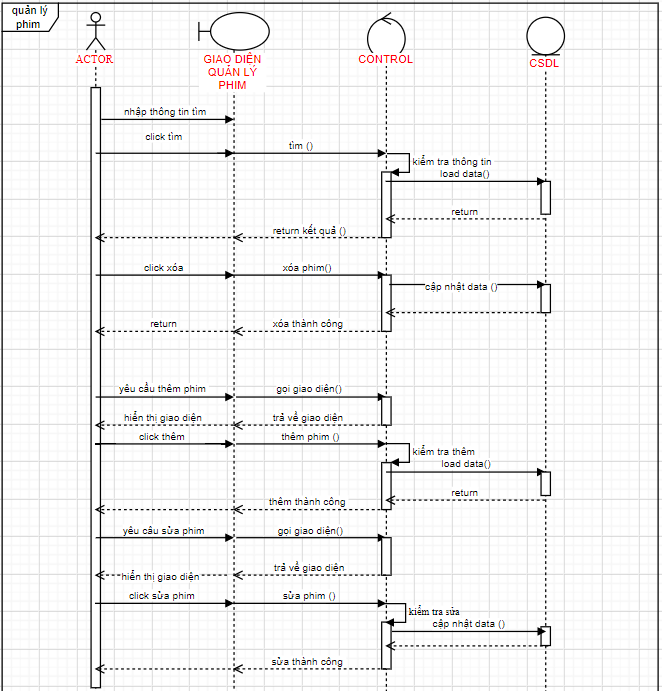 quản lý
phim
ACTOR
GIAO DIỆN
QUẢN LÝ
PHIM
CONTROL
CSDL
nhập thông tin tìm
click tìm
tìm ()
kiểm tra thông tin
load data()
return
return kết quả ()
click xóa
xóa phim()
cập nhật data ()
return
xóa thành công
yêu cầu thêm phim
gọi giao diện()
hiển thị giao diện
trả về giao diện
click thêm
thêm phim ()
kiểm tra thêm
load data()
return
thêm thành công
yêu cầu sửa phim
gọi giao diện()
hiển thị giao diện
trả về giao diện
click sửa phim
sửa phim ()
kiểm tra sửa
cập nhật data ()
sửa thành công